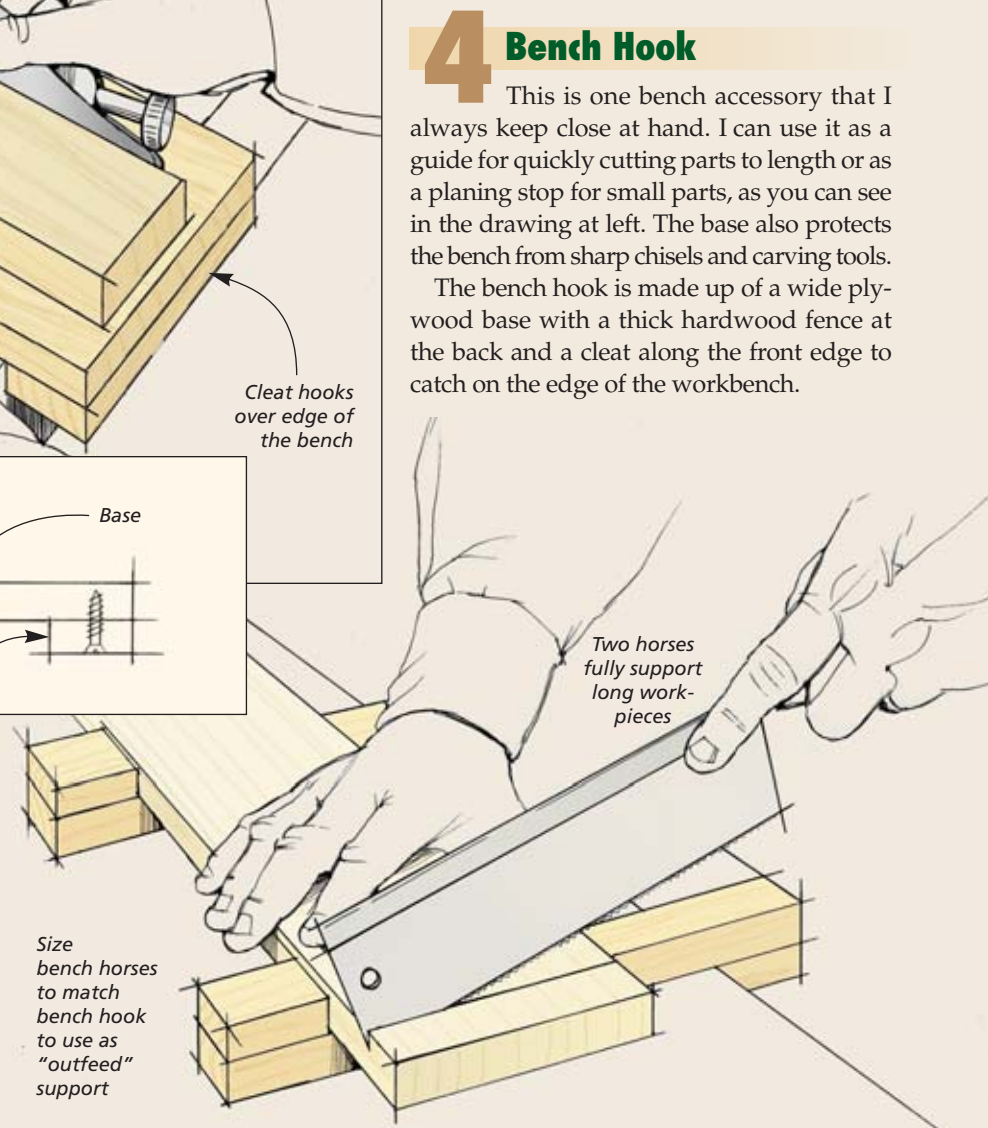 4 Bench Hook
This is one bench accessory that I
always keep close at hand. I can use it as a
guide for quickly cutting parts to length or as
a planing stop for small parts, as you can see
in the drawing at left. The base also protects
the bench from sharp chisels and carving tools.
The bench hook is made up of a wide ply-
wood base with a thick hardwood fence at
the back and a cleat along the front edge to
catch on the edge of the workbench.
Cleat hooks
over edge of
the bench
Base
Two horses
fully support
long work-
pieces
Size
bench horses
to match
bench hook
to use as
"outfeed"
support